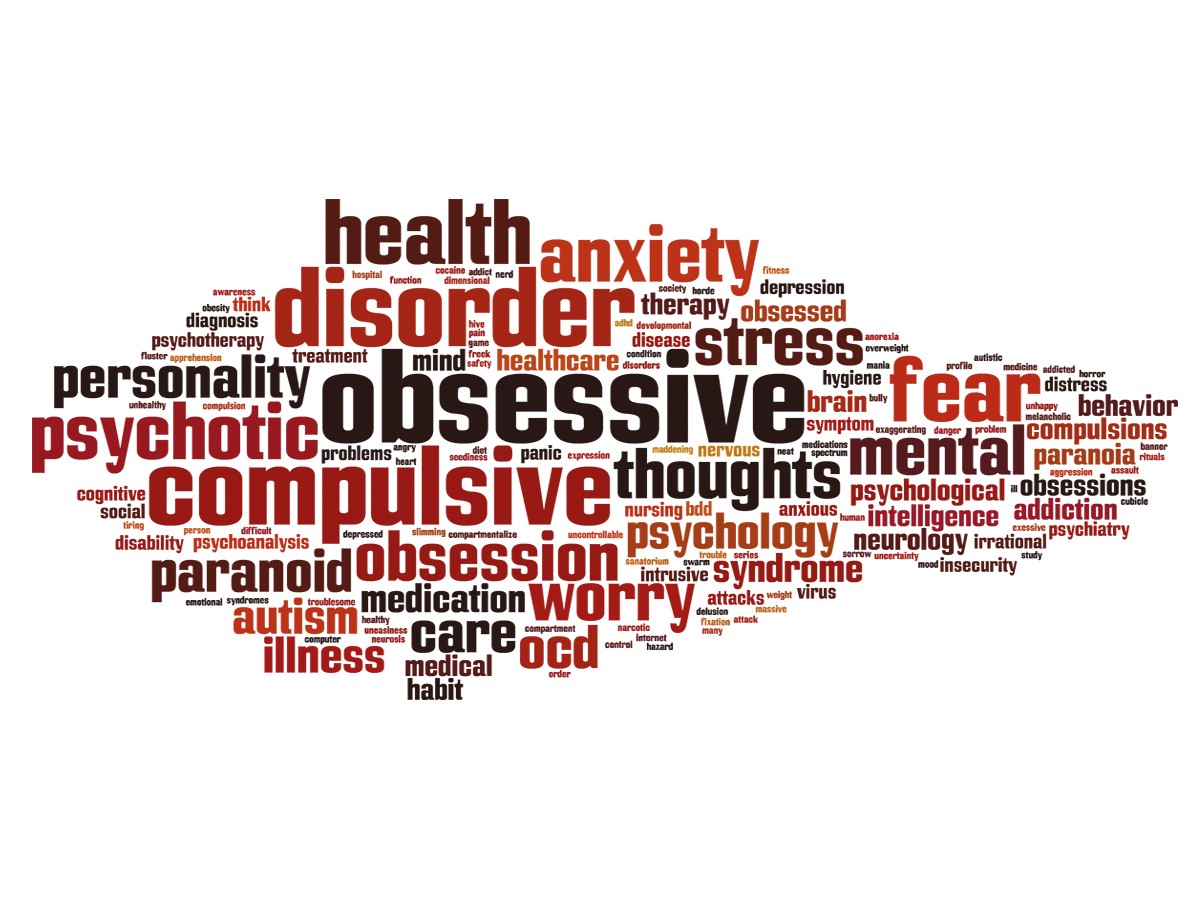 health
anxiety
hospital
function
cocaine
addict
nerd
dimensional
fitness
awareness
obesity
think
disorder
society
horde
depression
therapy
obsessed
diagnosis
psychotherapy
hive
pain
game
adhd
developmental
disease
stress
anorexia
overweight
fluster
apprehension
treatment
mind
freek
safety
healthcare
condition
disorders
personality
obsessive
mania
hygiene
bully
brain
fear
profile
autistic
medicine
addicted
horror
distress
unhealthy
compulsion
psychotic
unhappy
melancholic
behavior
symptom
exaggerating
danger
problem
compulsions
problems
angry
heart
diet
seediness
panic
expression
maddening
nervous
neat
medications
spectrum
mental
paranoia
banner
rituals
aggression
assault
compulsive
thoughts
cognitive
social
psychological
ill
obsessions
cubicle
tiring
person
difficult
nursing
bdd
anxious
human
intelligence
addiction
exessive
psychiatry
disability
psychoanalysis
depressed
slimming
compartmentalize
uncontrollable
psychology
neurology
irrational
study
obsession
trouble
series
sanatorium
swarm
sorrow
uncertainty
mood
insecurity
paranoid
intrusive
syndrome
emotional
syndromes
troublesome
medication
worry
attacks
weight
virus
massive
delusion
fixation
attack
many
autism
healthy
uneasiness
neurosis
computer
care
compartment
narcotic
internet
control
hazard
illness
medical
ocd
order
habit